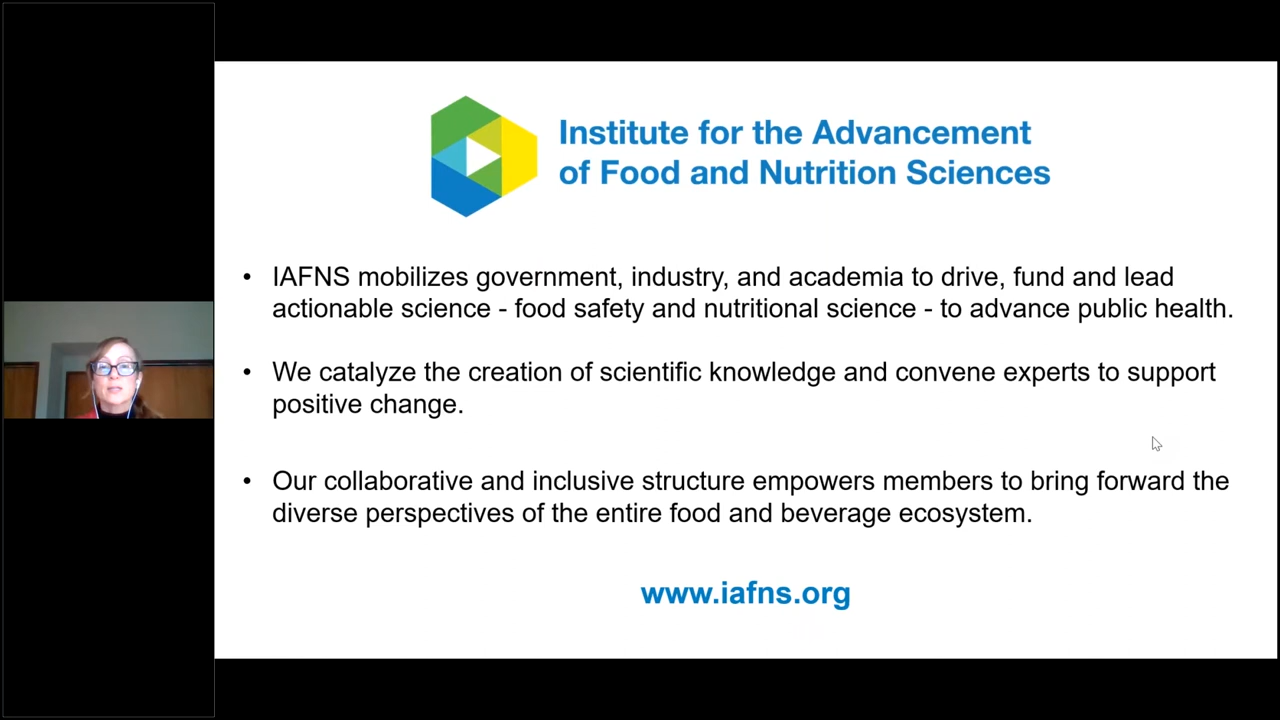 Institute for the Advancement
of Food and Nutrition Sciences
• IAFNS mobilizes government, industry, and academia to drive, fund and lead
actionable science - food safety and nutritional science - to advance public health.
• We catalyze the creation of scientific knowledge and convene experts to support
positive change.
• Our collaborative and inclusive structure empowers members to bring forward the
diverse perspectives of the entire food and beverage ecosystem.
www.iafns.org